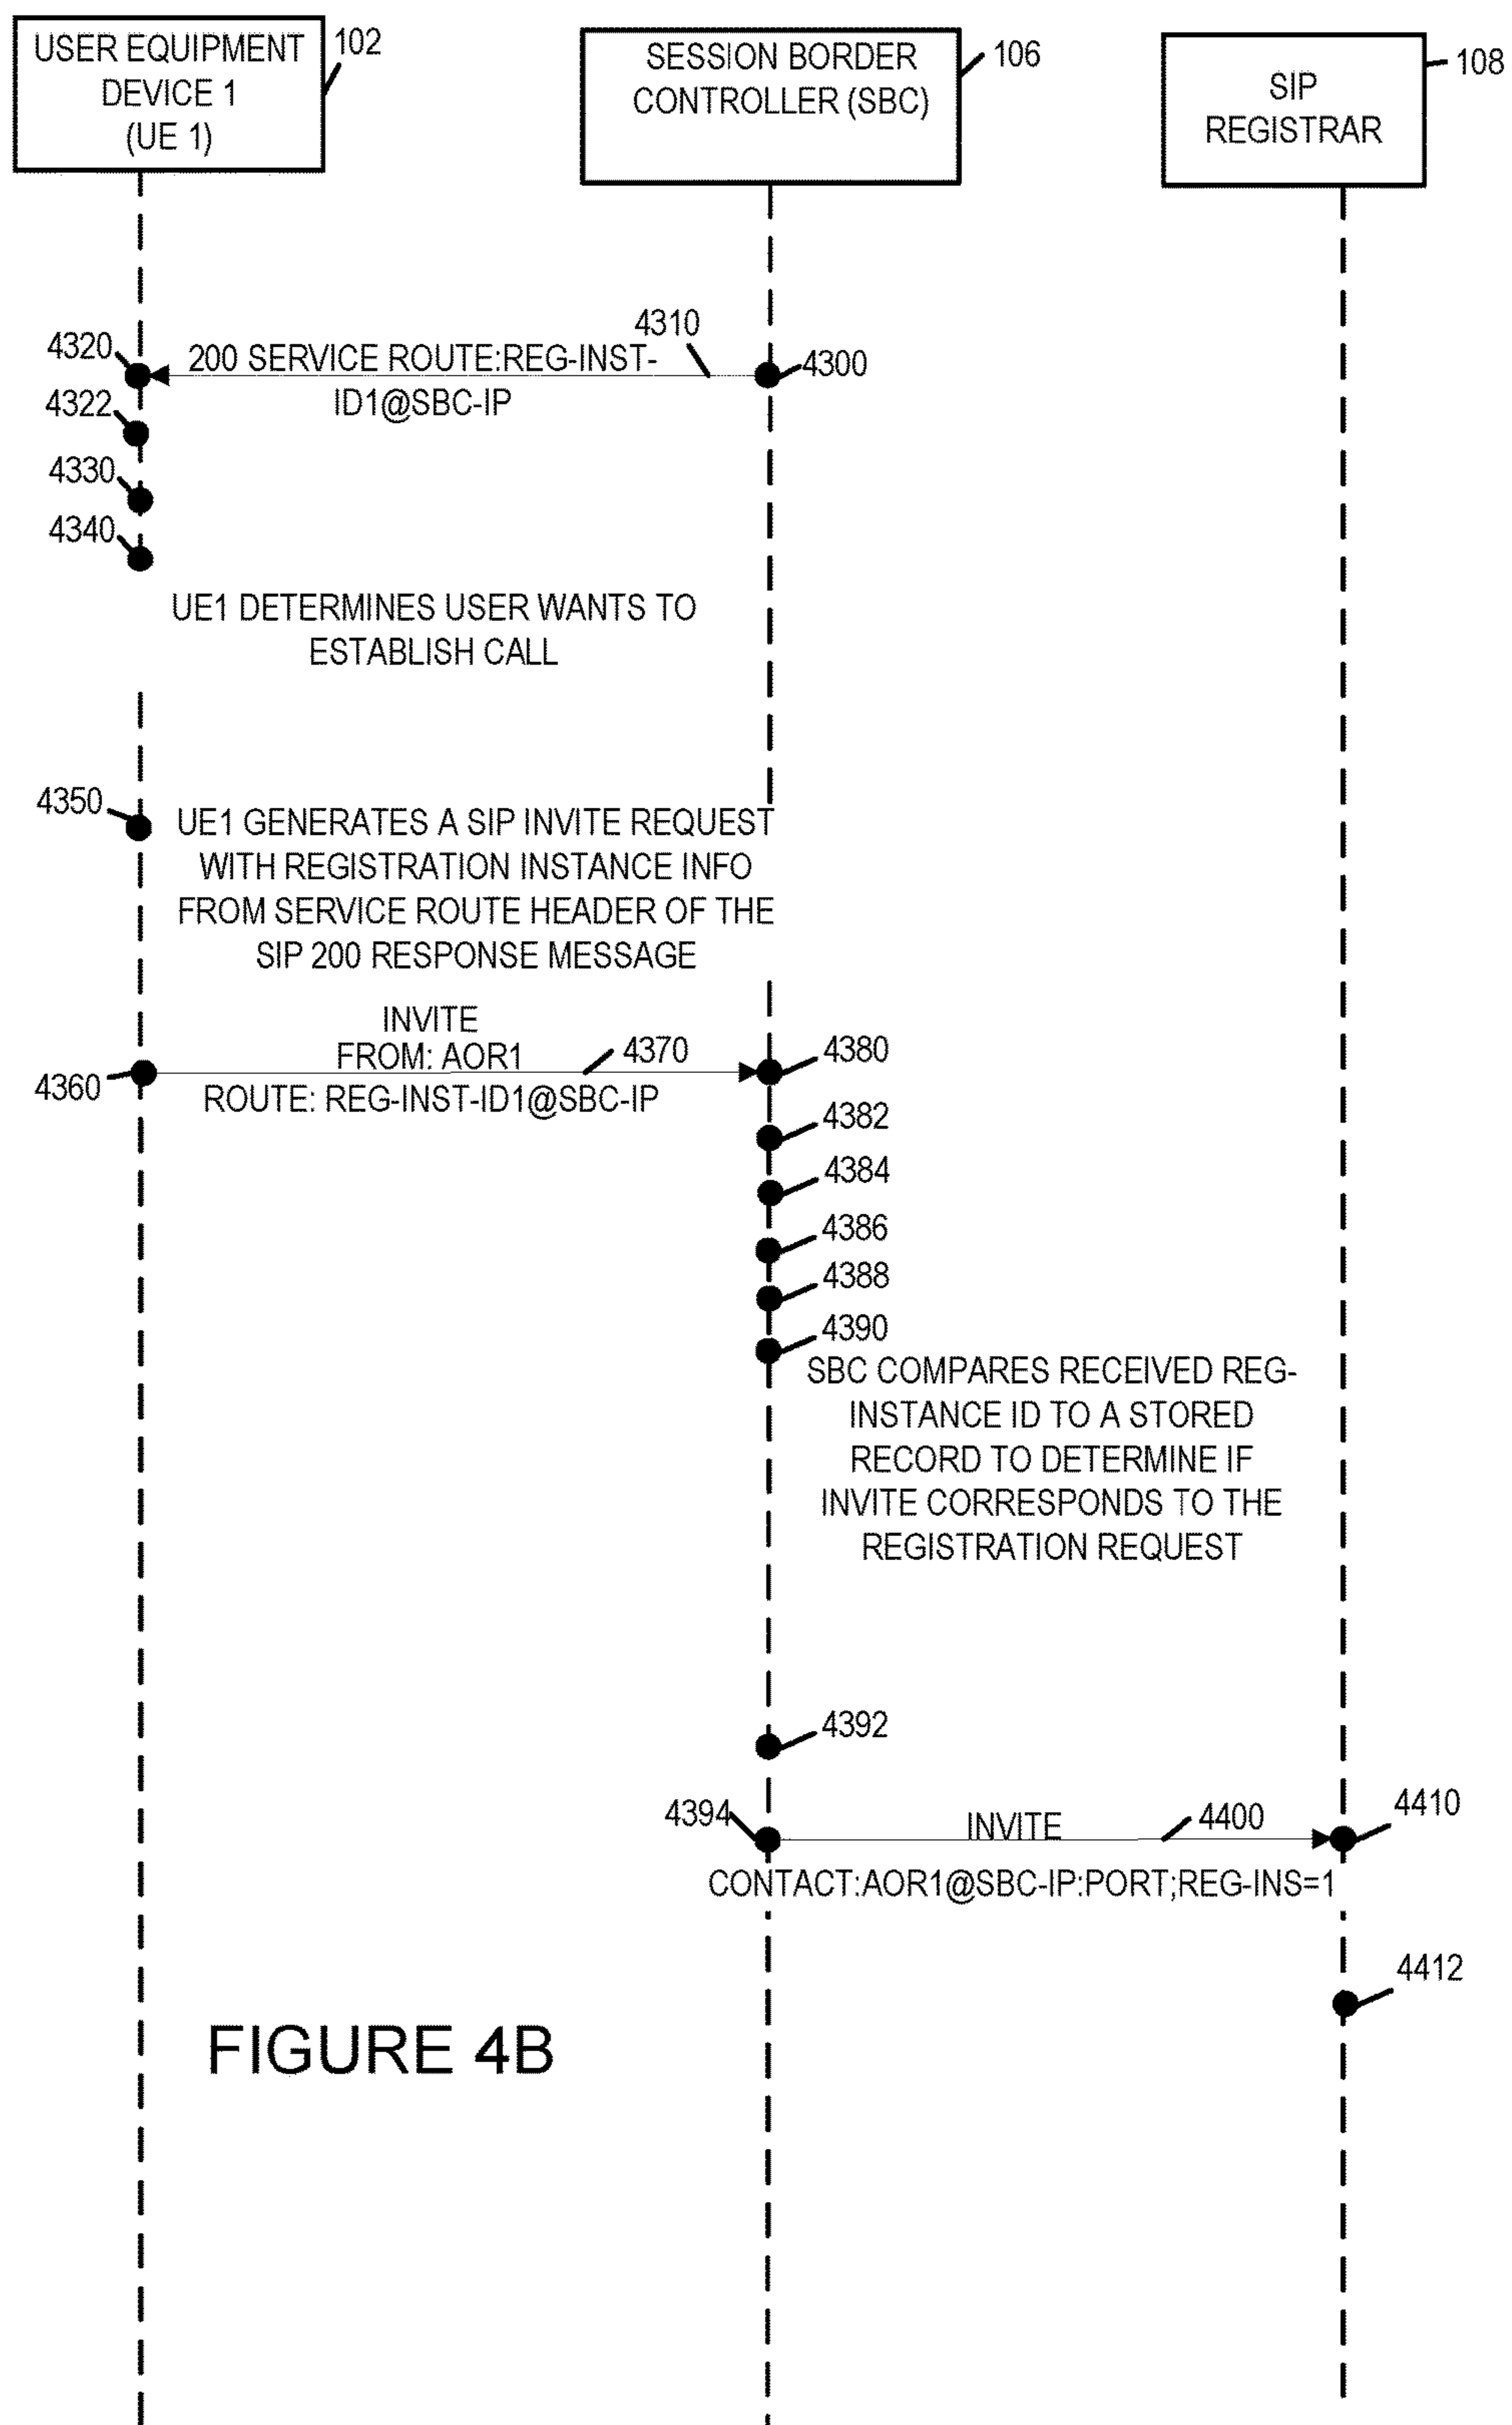 USER EQUIPMENT
DEVICE 1
(UE 1)
102
SESSION BORDER
CONTROLLER (SBC)
106
SIP
REGISTRAR
108
4310
4320
200 SERVICE ROUTE:REG-INST-
ID1@SBC-IP
4300
4322
4330
4340
UE1 DETERMINES USER WANTS TO
ESTABLISH CALL
4350
UE1 GENERATES A SIP INVITE REQUEST
WITH REGISTRATION INSTANCE INFO
FROM SERVICE ROUTE HEADER OF THE
SIP 200 RESPONSE MESSAGE
INVITE
FROM: AOR1
4370
4380
4360
ROUTE: REG-INST-ID1@SBC-IP
4382
4384
4386
4388
4390
SBC COMPARES RECEIVED REG-
INSTANCE ID TO A STORED
RECORD TO DETERMINE IF
INVITE CORRESPONDS TO THE
REGISTRATION REQUEST
4392
4394
INVITE
4400
4410
CONTACT:AOR1@SBC-IP:PORT;REG-INS=1
4412
FIGURE 4B